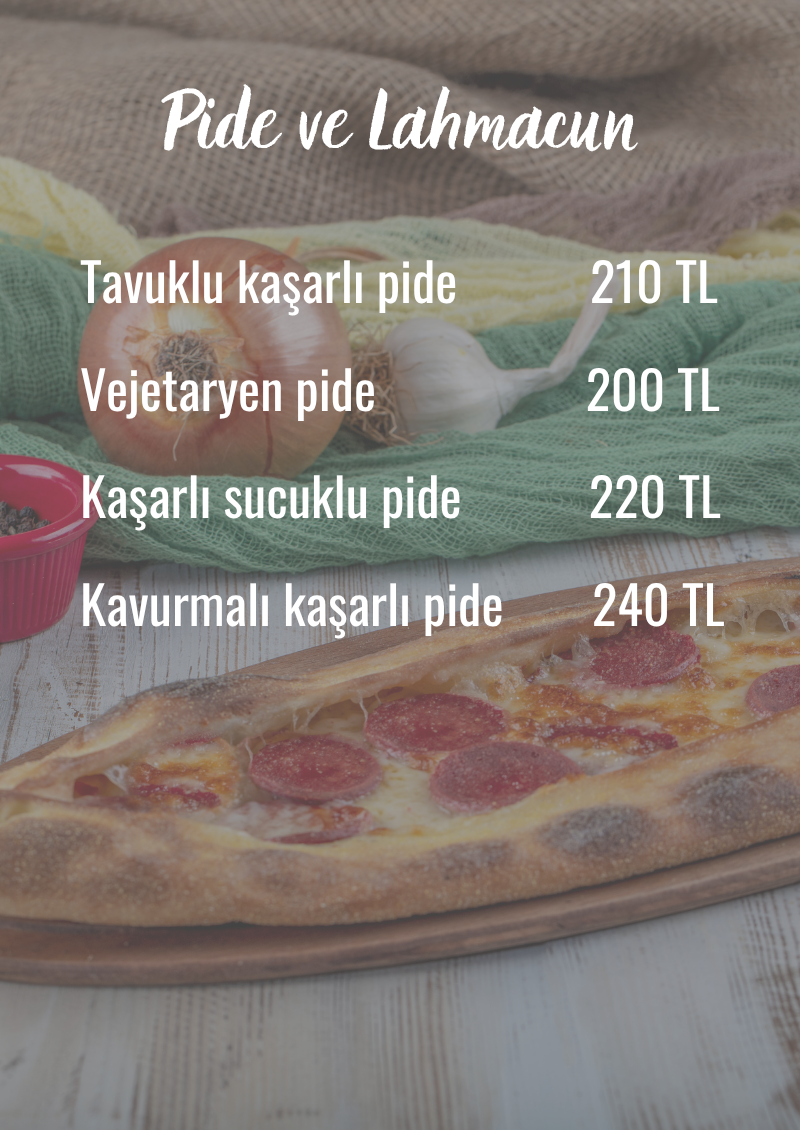 Pide ve Lahmacun
Tavuklu kaşarlı pide 210 TL
Vejetaryen pide 200 TL
Kaşarlı sucuklu pide 220 TL
Kavurmalı kaşarlı pide 240 TL